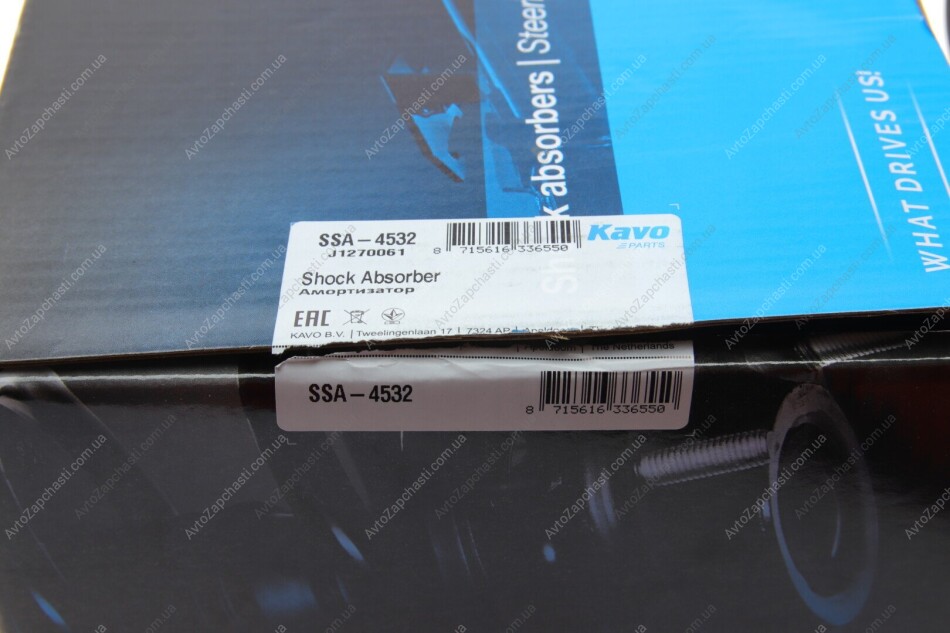 k absorbers | Steer
WHAT DRIVES US!
SSA – 4532
J1270061
8 715616 336550
Kavo
PARTS
Shock Absorber
Амортизатор
EAC
KAVO B.V. | Tweelingenlaan 17 | 7324 AP
The Netherlands
SSA – 4532
8 715616 336550
AvtoZapchasti.com.ua